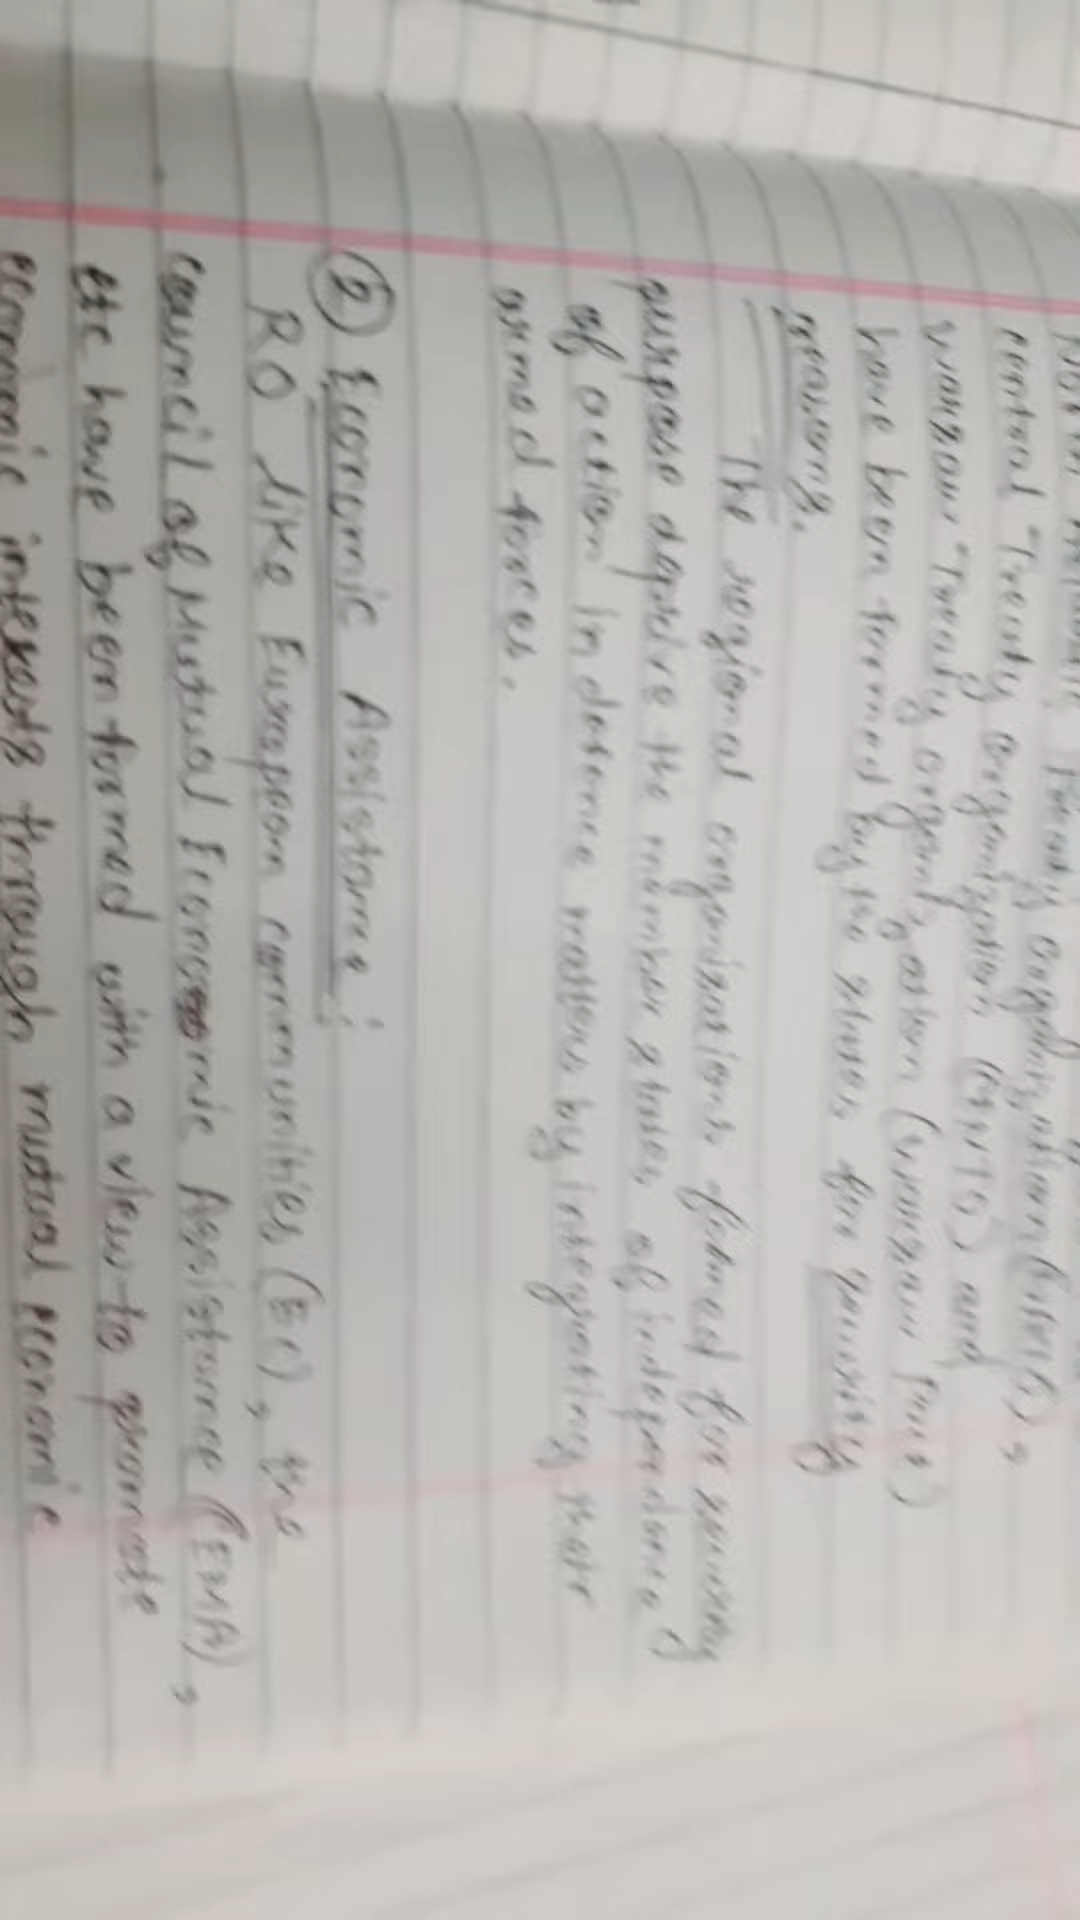 Treaty Organization
central Treaty Organization (CENTO) and
Warsaw Treaty organization (Warsaw Pact)
have been formed by the states for security
reasons.
The regional organizations formed for security
purpose deprive the member states of independence
of action in defence matters by integrating their
armed forces.
② Economic Assistance :
RO like European communities (EC), the
council of Mutual Economic Assistance (EMA),
etc have been formed with a view to promote
economic interests through mutual economic